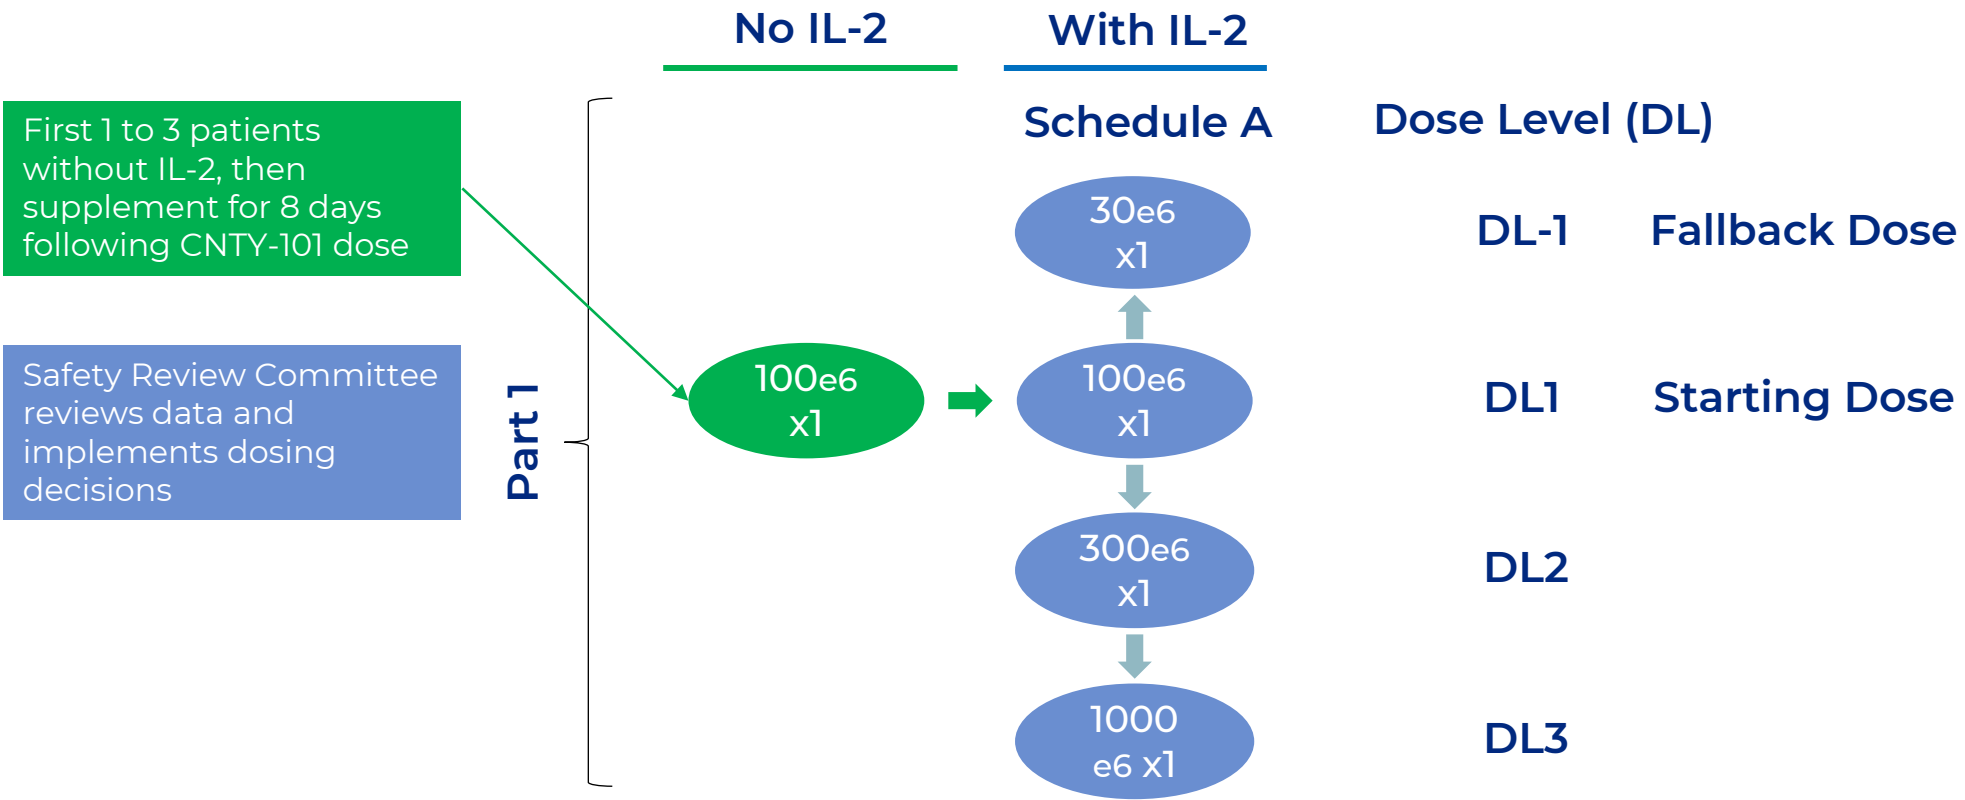 No IL-2
With IL-2
Schedule A
Dose Level (DL)
First 1 to 3 patients
without IL-2, then
supplement for 8 days
following CNTY-101 dose
Safety Review Committee
reviews data and
implements dosing
decisions
Part 1
30e6
x1
DL-1
Fallback Dose
100e6
x1
100e6
x1
DL1
Starting Dose
300e6
x1
DL2
1000
e6 x1
DL3